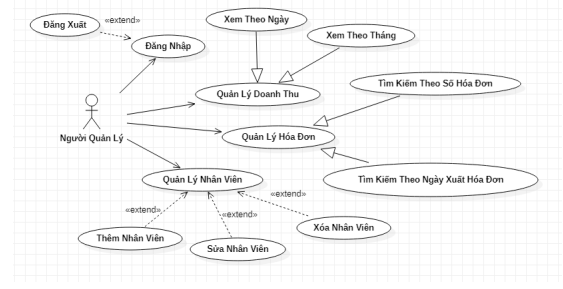 Đăng Xuất
«extend»
Đăng Nhập
Xem Theo Ngày
Xem Theo Tháng
Quản Lý Doanh Thu
Tìm Kiếm Theo Số Hóa Đơn
Người Quản Lý
Quản Lý Hóa Đơn
Quản Lý Nhân Viên
Tìm Kiếm Theo Ngày Xuất Hóa Đơn
«extend»
«extend»
«extend»
Thêm Nhân Viên
Sửa Nhân Viên
Xóa Nhân Viên